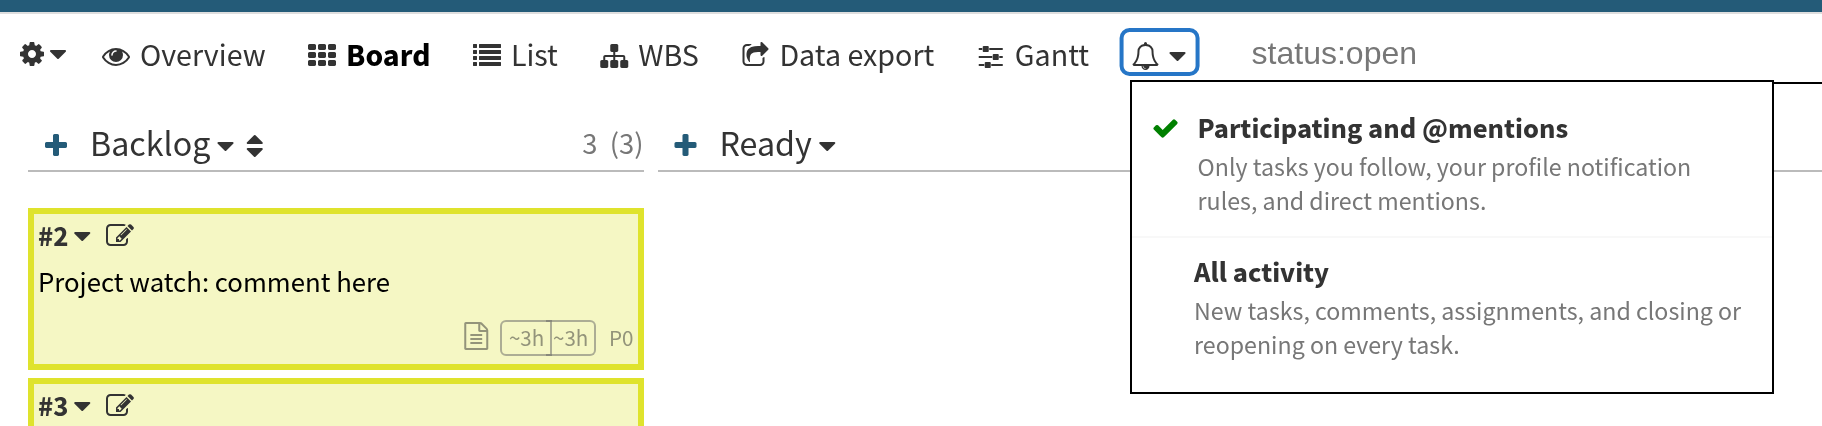 Overview Board List WBS Data export Gantt status:open
Backlog 3 (3) Ready
Participating and @mentions
Only tasks you follow, your profile notification
rules, and direct mentions.
All activity
New tasks, comments, assignments, and closing or
reopening on every task.
#2
Project watch: comment here
~3h ~3h P0
#3